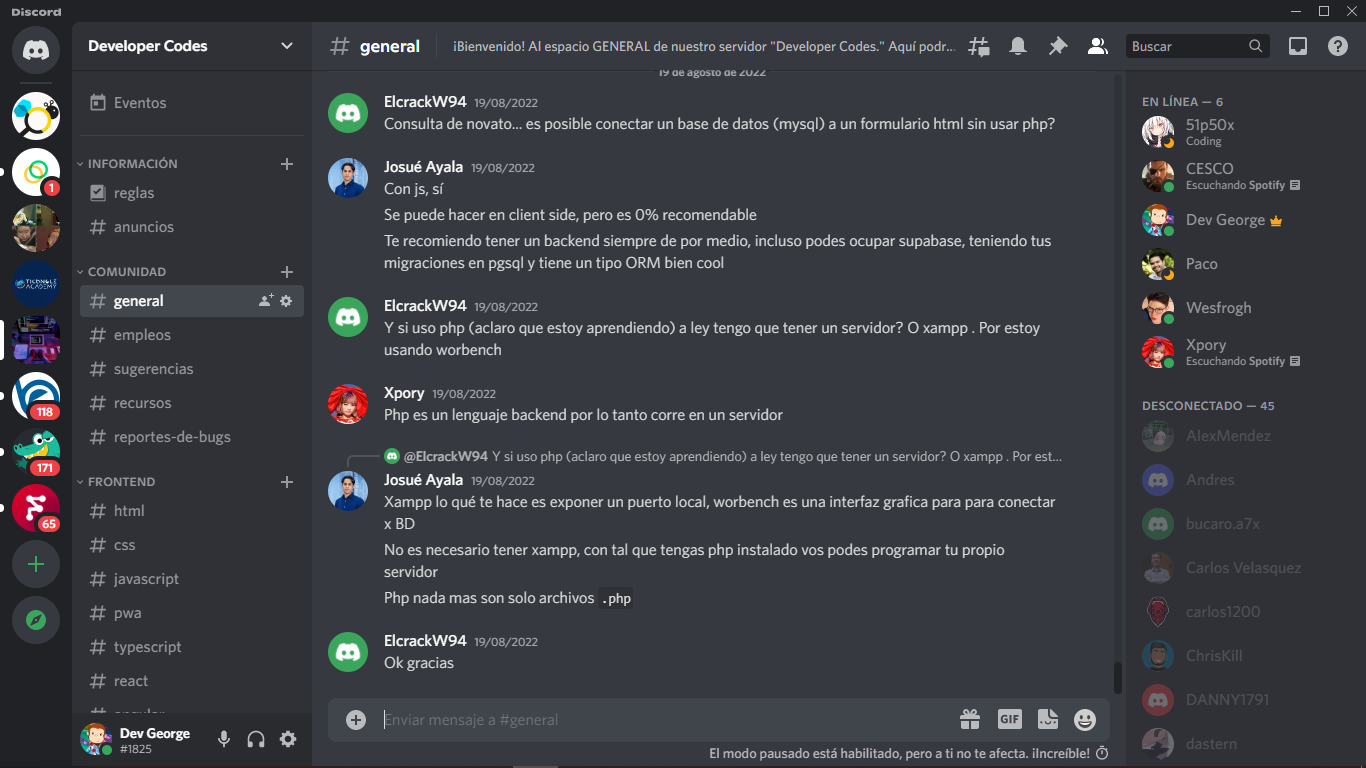 Discord
Developer Codes
Eventos
INFORMACIÓN
reglas
anuncios
COMUNIDAD
general
empleos
sugerencias
recursos
reportes-de-bugs
FRONTEND
html
css
javascript
pwa
typescript
react
angular
1
118
171
65
Dev George
#1825
general
¡Bienvenido! Al espacio GENERAL de nuestro servidor "Developer Codes." Aquí podr...
Buscar
19 de agosto de 2022
ElcrackW94 19/08/2022
Consulta de novato... es posible conectar un base de datos (mysql) a un formulario html sin usar php?
Josué Ayala 19/08/2022
Con js, sí
Se puede hacer en client side, pero es 0% recomendable
Te recomiendo tener un backend siempre de por medio, incluso podes ocupar supabase, teniendo tus
migraciones en pgsql y tiene un tipo ORM bien cool
ElcrackW94 19/08/2022
Y si uso php (aclaro que estoy aprendiendo) a ley tengo que tener un servidor? O xampp . Por estoy
usando worbench
Xpory 19/08/2022
Php es un lenguaje backend por lo tanto corre en un servidor
@ElcrackW94 Y si uso php (aclaro que estoy aprendiendo) a ley tengo que tener un servidor? O xampp . Por est...
Josué Ayala 19/08/2022
Xampp lo qué te hace es exponer un puerto local, worbench es una interfaz grafica para para conectar
x BD
No es necesario tener xampp, con tal que tengas php instalado vos podes programar tu propio
servidor
Php nada mas son solo archivos .php
ElcrackW94 19/08/2022
Ok gracias
Enviar mensaje a #general
GIF
El modo pausado está habilitado, pero a ti no te afecta. ¡Increíble!
EN LÍNEA — 6
51p50x
Coding
CESCO
Escuchando Spotify
Dev George
Paco
Wesfrogh
Xpory
Escuchando Spotify
DESCONECTADO — 45
AlexMendez
Andres
bucaro.a7x
Carlos Velasquez
carlos1200
ChrisKill
DANNY1791
dastern